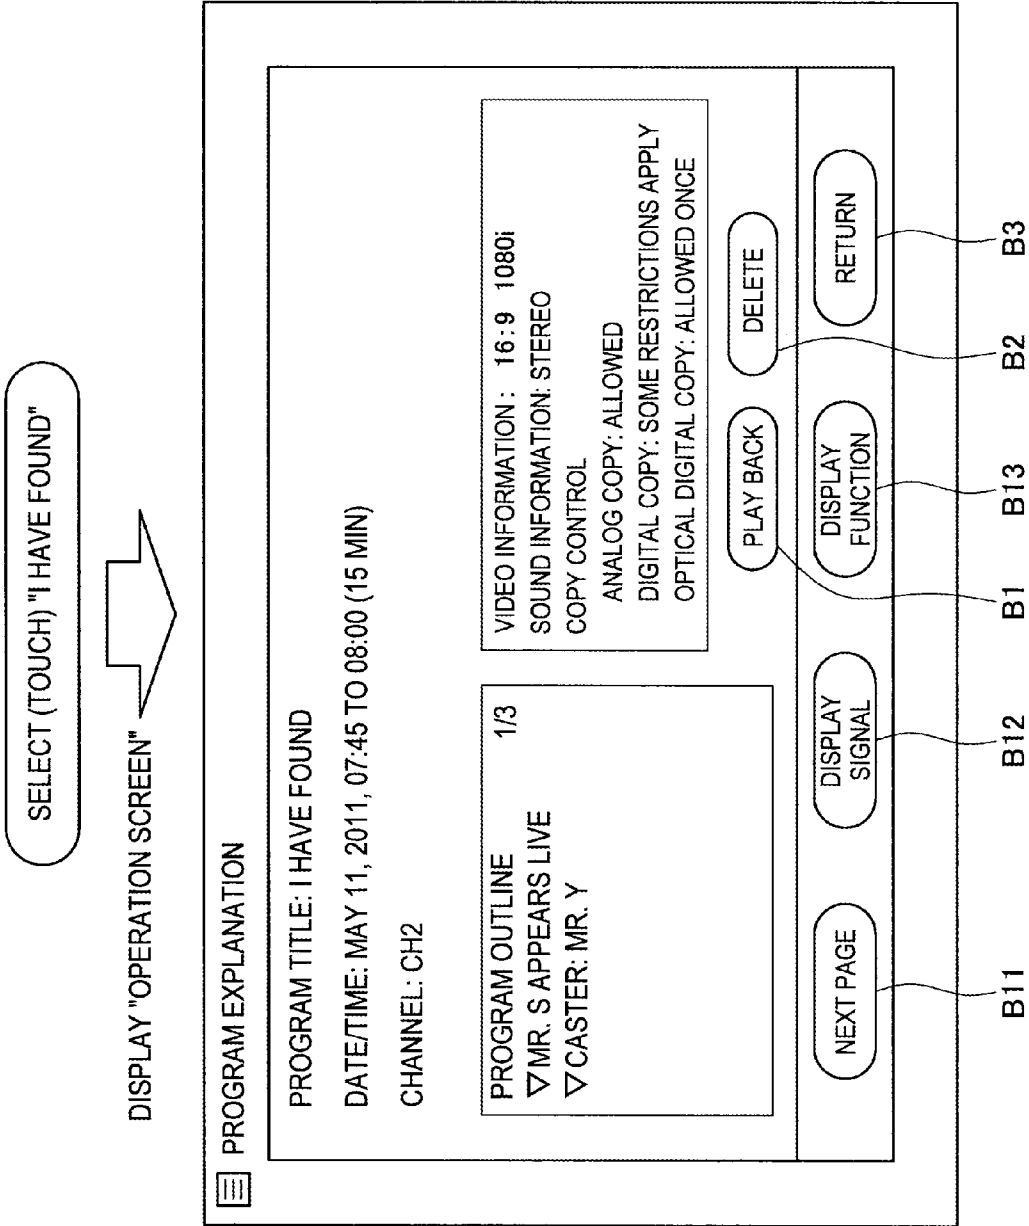 SELECT (TOUCH) "I HAVE FOUND"
DISPLAY "OPERATION SCREEN"
PROGRAM EXPLANATION
PROGRAM TITLE: I HAVE FOUND
DATE/TIME: MAY 11, 2011, 07:45 TO 08:00 (15 MIN)
CHANNEL: CH2
PROGRAM OUTLINE 1/3
▽MR. S APPEARS LIVE
▽CASTER: MR. Y
VIDEO INFORMATION: 16:9 1080i
SOUND INFORMATION: STEREO
COPY CONTROL
ANALOG COPY: ALLOWED
DIGITAL COPY: SOME RESTRICTIONS APPLY
OPTICAL DIGITAL COPY: ALLOWED ONCE
PLAY BACK
DELETE
NEXT PAGE
DISPLAY
SIGNAL
DISPLAY
FUNCTION
RETURN
B11
B12
B1
B13
B2
B3